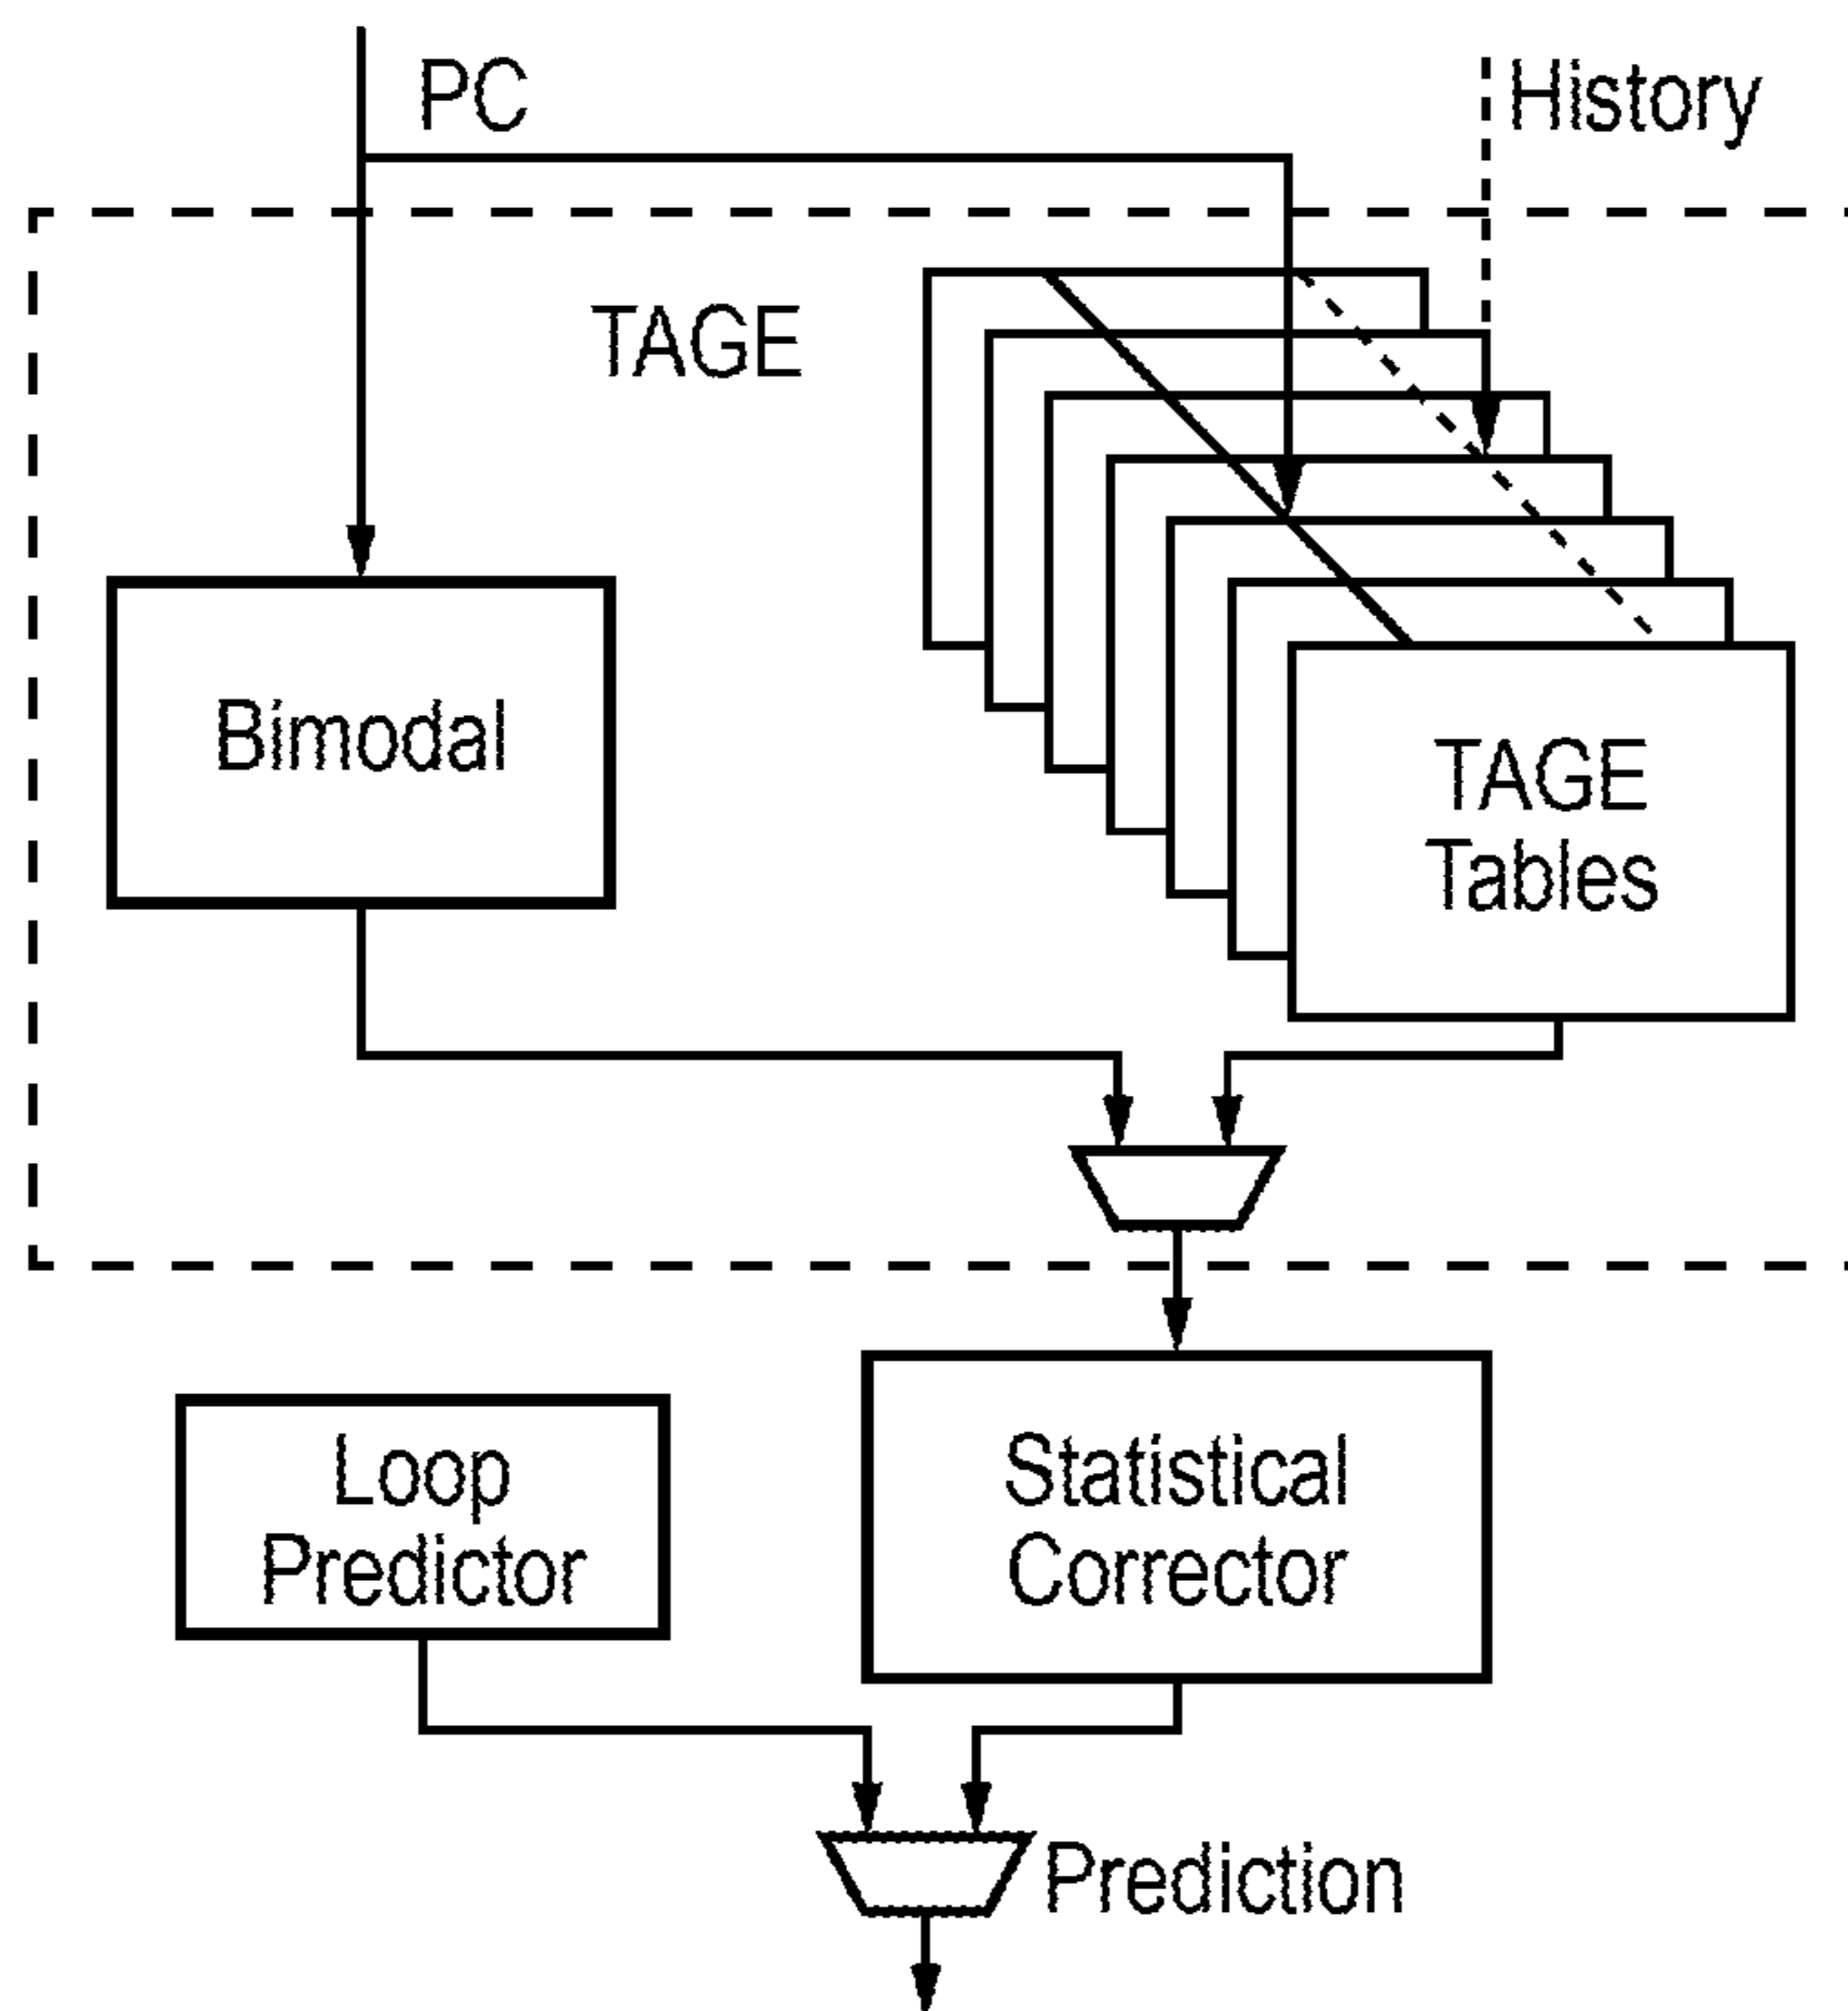 PC
History
TAGE
Bimodal
TAGE
Tables
Loop
Predictor
Statistical
Corrector
Prediction